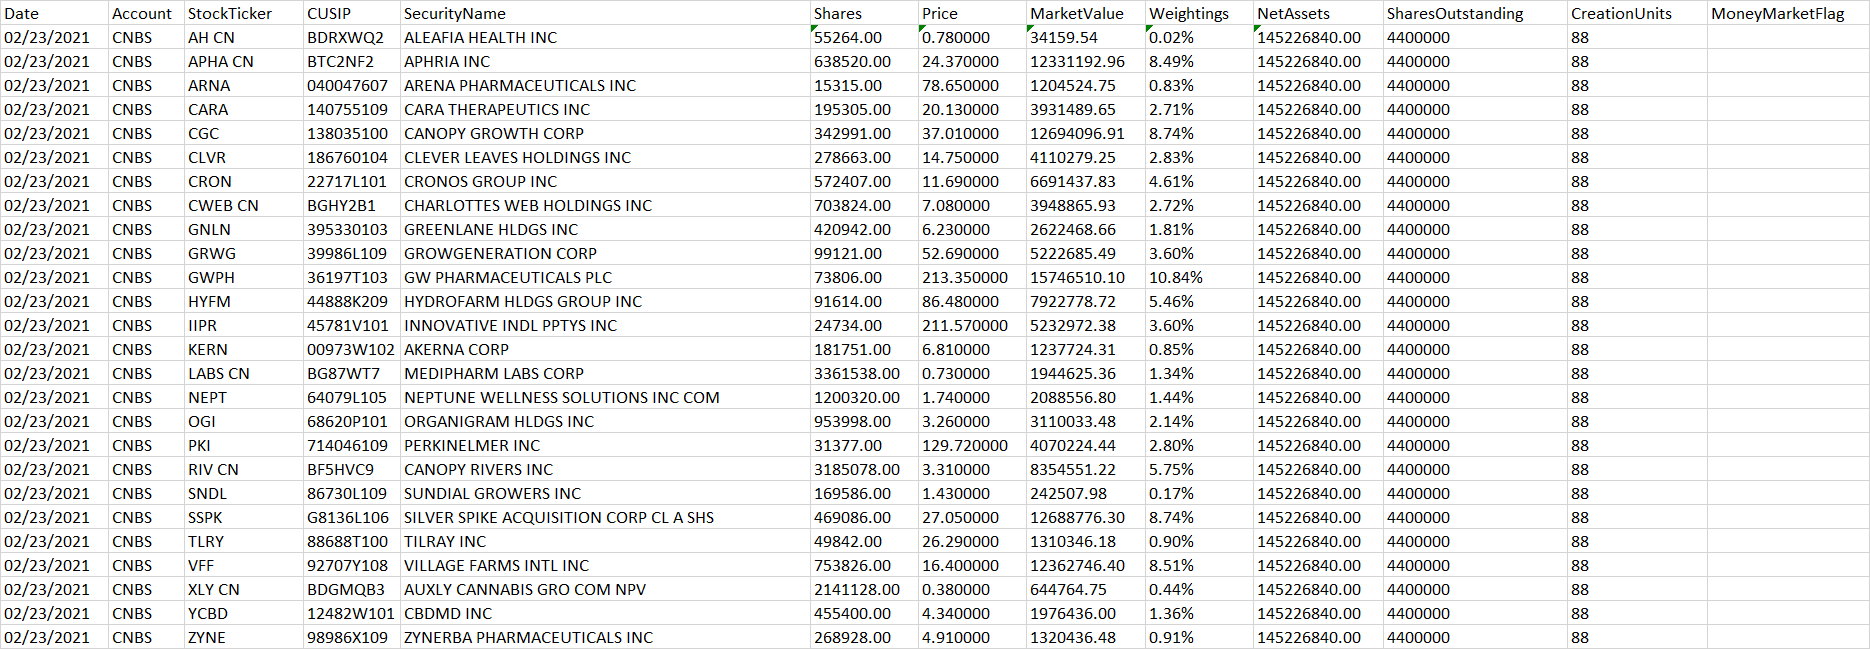 Date Account StockTicker CUSIP SecurityName Shares Price MarketValue Weightings NetAssets SharesOutstanding CreationUnits MoneyMarketFlag
02/23/2021 CNBS AH CN BDRXWQ2 ALEAFIA HEALTH INC 55264.00 0.780000 34159.54 0.02% 145226840.00 4400000 88
02/23/2021 CNBS APHA CN BTC2NF2 APHRIA INC 638520.00 24.370000 12331192.96 8.49% 145226840.00 4400000 88
02/23/2021 CNBS ARNA 040047607 ARENA PHARMACEUTICALS INC 15315.00 78.650000 1204524.75 0.83% 145226840.00 4400000 88
02/23/2021 CNBS CARA 140755109 CARA THERAPEUTICS INC 195305.00 20.130000 3931489.65 2.71% 145226840.00 4400000 88
02/23/2021 CNBS CGC 138035100 CANOPY GROWTH CORP 342991.00 37.010000 12694096.91 8.74% 145226840.00 4400000 88
02/23/2021 CNBS CLVR 186760104 CLEVER LEAVES HOLDINGS INC 278663.00 14.750000 4110279.25 2.83% 145226840.00 4400000 88
02/23/2021 CNBS CRON 22717L101 CRONOS GROUP INC 572407.00 11.690000 6691437.83 4.61% 145226840.00 4400000 88
02/23/2021 CNBS CWEB CN BGHY2B1 CHARLOTTES WEB HOLDINGS INC 703824.00 7.080000 3948865.93 2.72% 145226840.00 4400000 88
02/23/2021 CNBS GNLN 395330103 GREENLANE HLDGS INC 420942.00 6.230000 2622468.66 1.81% 145226840.00 4400000 88
02/23/2021 CNBS GRWG 39986L109 GROWGENERATION CORP 99121.00 52.690000 5222685.49 3.60% 145226840.00 4400000 88
02/23/2021 CNBS GWPH 36197T103 GW PHARMACEUTICALS PLC 73806.00 213.350000 15746510.10 10.84% 145226840.00 4400000 88
02/23/2021 CNBS HYFM 44888K209 HYDROFARM HLDGS GROUP INC 91614.00 86.480000 7922778.72 5.46% 145226840.00 4400000 88
02/23/2021 CNBS IIPR 45781V101 INNOVATIVE INDL PPTYS INC 24734.00 211.570000 5232972.38 3.60% 145226840.00 4400000 88
02/23/2021 CNBS KERN 00973W102 AKERNA CORP 181751.00 6.810000 1237724.31 0.85% 145226840.00 4400000 88
02/23/2021 CNBS LABS CN BG87WT7 MEDIPHARM LABS CORP 3361538.00 0.730000 1944625.36 1.34% 145226840.00 4400000 88
02/23/2021 CNBS NEPT 64079L105 NEPTUNE WELLNESS SOLUTIONS INC COM 1200320.00 1.740000 2088556.80 1.44% 145226840.00 4400000 88
02/23/2021 CNBS OGI 68620P101 ORGANIGRAM HLDGS INC 953998.00 3.260000 3110033.48 2.14% 145226840.00 4400000 88
02/23/2021 CNBS PKI 714046109 PERKINELMER INC 31377.00 129.720000 4070224.44 2.80% 145226840.00 4400000 88
02/23/2021 CNBS RIV CN BF5HVC9 CANOPY RIVERS INC 3185078.00 3.310000 8354551.22 5.75% 145226840.00 4400000 88
02/23/2021 CNBS SNDL 86730L109 SUNDIAL GROWERS INC 169586.00 1.430000 242507.98 0.17% 145226840.00 4400000 88
02/23/2021 CNBS SSPK G8136L106 SILVER SPIKE ACQUISITION CORP CL A SHS 469086.00 27.050000 12688776.30 8.74% 145226840.00 4400000 88
02/23/2021 CNBS TLRY 88688T100 TILRAY INC 49842.00 26.290000 1310346.18 0.90% 145226840.00 4400000 88
02/23/2021 CNBS VFF 92707Y108 VILLAGE FARMS INTL INC 753826.00 16.400000 12362746.40 8.51% 145226840.00 4400000 88
02/23/2021 CNBS XLY CN BDGMQB3 AUXLY CANNABIS GRO COM NPV 2141128.00 0.380000 644764.75 0.44% 145226840.00 4400000 88
02/23/2021 CNBS YCBD 12482W101 CBDMD INC 455400.00 4.340000 1976436.00 1.36% 145226840.00 4400000 88
02/23/2021 CNBS ZYNE 98986X109 ZYNERBA PHARMACEUTICALS INC 268928.00 4.910000 1320436.48 0.91% 145226840.00 4400000 88